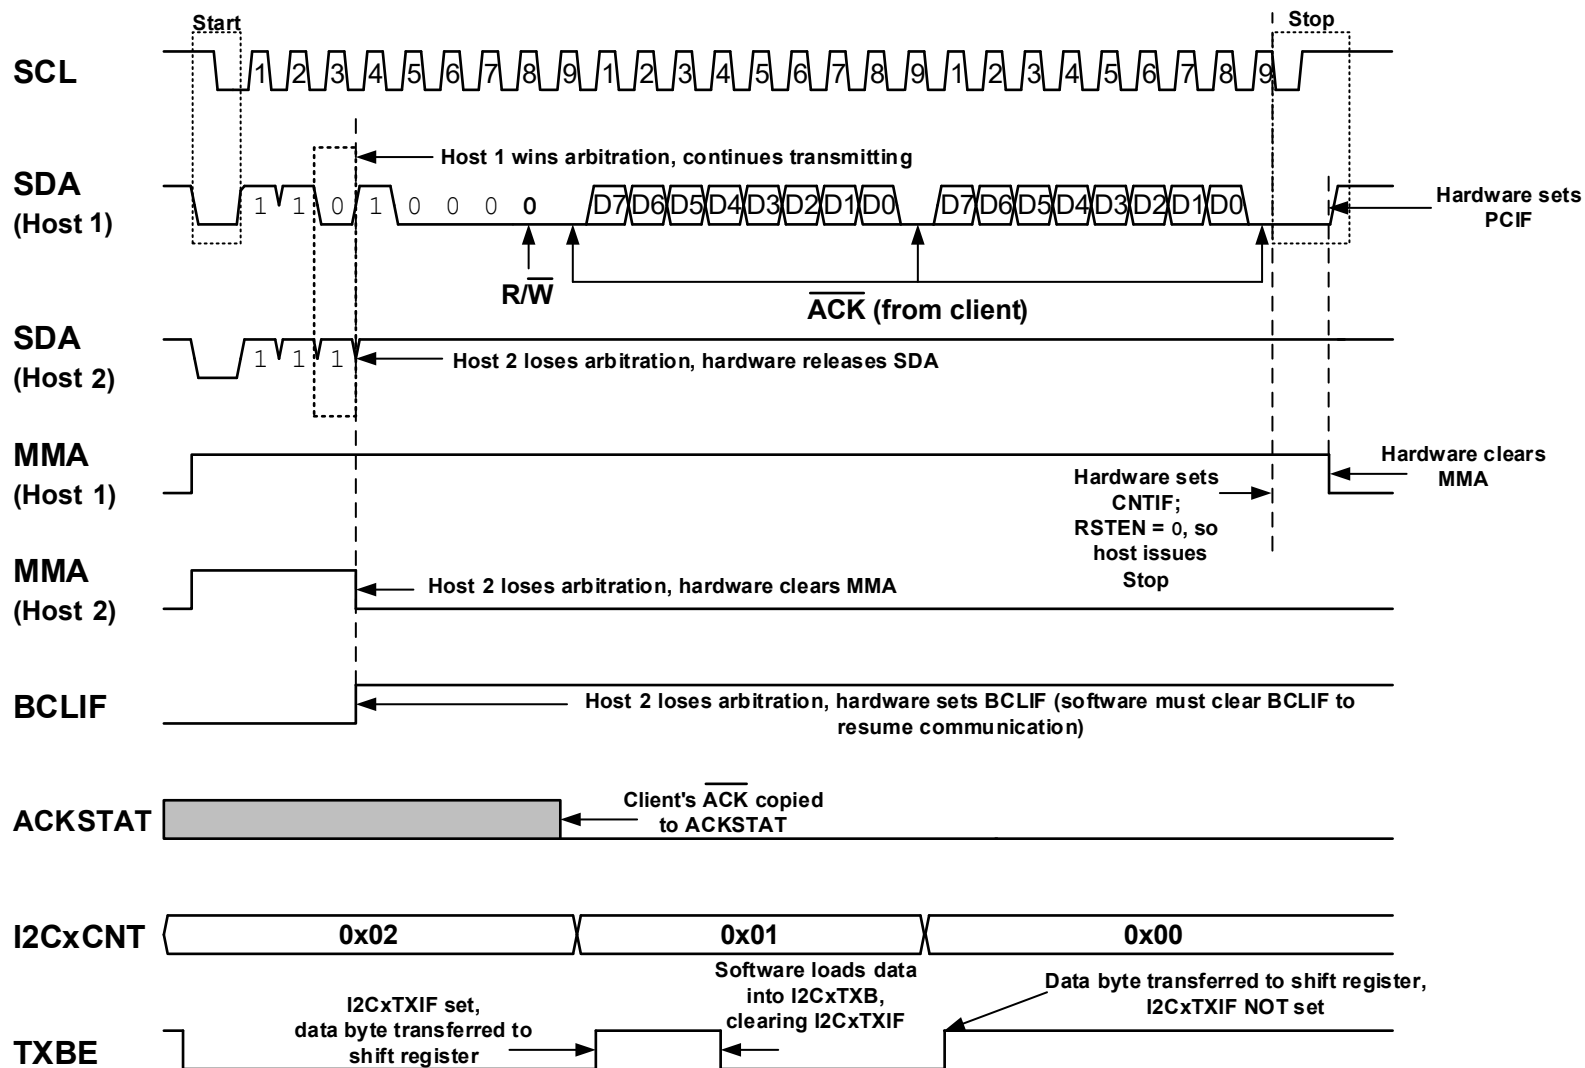 Start
Stop
SCL
1 2 3 4 5 6 7 8 9 1 2 3 4 5 6 7 8 9 1 2 3 4 5 6 7 8 9
Host 1 wins arbitration, continues transmitting
SDA
(Host 1)
1 1 0 1 0 0 0 0
D7 D6 D5 D4 D3 D2 D1 D0
D7 D6 D5 D4 D3 D2 D1 D0
Hardware sets
PCIF
R/W̅
A̅C̅K̅ (from client)
SDA
(Host 2)
1 1 1
Host 2 loses arbitration, hardware releases SDA
MMA
(Host 1)
Hardware sets
CNTIF;
RSTEN = 0, so
host issues
Stop
Hardware clears
MMA
MMA
(Host 2)
Host 2 loses arbitration, hardware clears MMA
BCLIF
Host 2 loses arbitration, hardware sets BCLIF (software must clear BCLIF to
resume communication)
ACKSTAT
Client's A̅C̅K̅ copied
to ACKSTAT
I2CxCNT
0x02
0x01
0x00
TXBE
I2CxTXIF set,
data byte transferred to
shift register
Software loads data
into I2CxTXB,
clearing I2CxTXIF
Data byte transferred to shift register,
I2CxTXIF NOT set